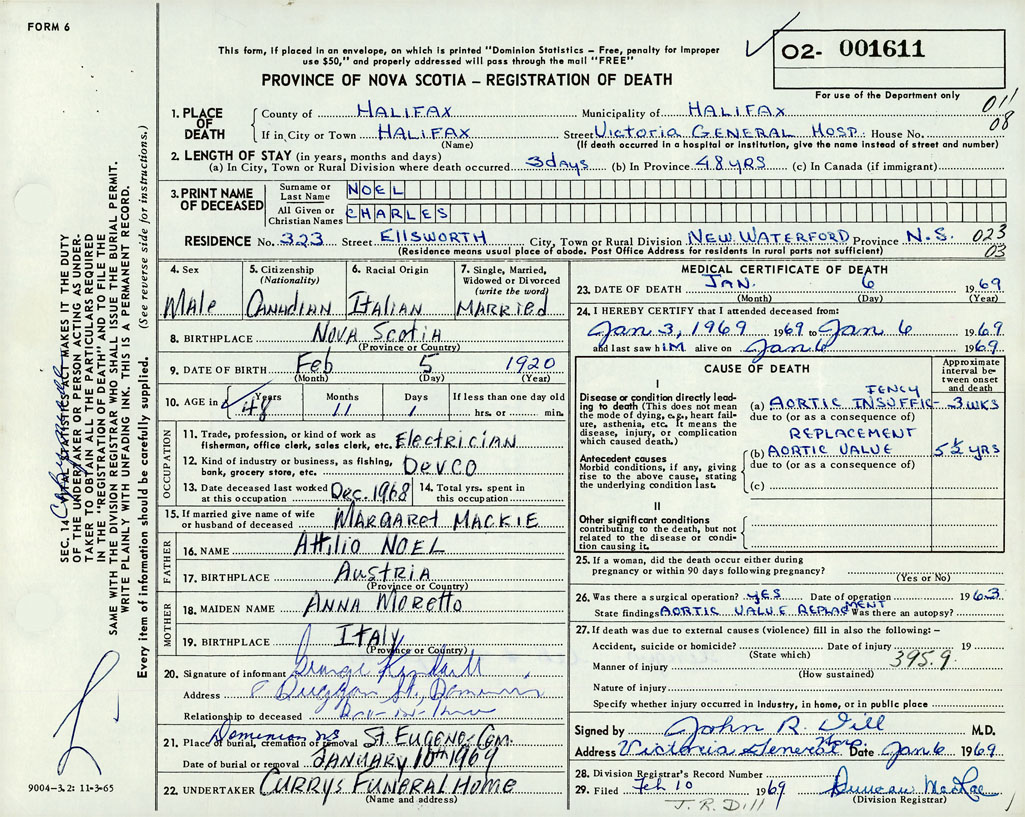 FORM 6
This form, if placed in an envelope, on which is printed "Dominion Statistics – Free, penalty for improper
use $50," and properly addressed will pass through the mail "FREE"
PROVINCE OF NOVA SCOTIA – REGISTRATION OF DEATH
02- 001611
For use of the Department only
011
08
1. PLACE OF DEATH
County of HALIFAX Municipality of HALIFAX
If in City or Town HALIFAX Street Victoria GENERAL HOSP. House No.
(Name) (If death occurred in a hospital or institution, give the name instead of street and number)
2. LENGTH OF STAY (in years, months and days)
(a) In City, Town or Rural Division where death occurred 3 days (b) In Province 48 YRS (c) In Canada (if immigrant)
3. PRINT NAME OF DECEASED
Surname or Last Name NOEL
All Given or Christian Names CHARLES
RESIDENCE No. 323 Street Ellsworth City, Town or Rural Division NEW WATERFORD Province N.S. 023
(Residence means usual place of abode. Post Office Address for residents in rural parts not sufficient) 03
4. Sex Male
5. Citizenship (Nationality) Canadian
6. Racial Origin Italian
7. Single, Married, Widowed or Divorced (write the word) MARRied
8. BIRTHPLACE Nova Scotia
(Province or Country)
9. DATE OF BIRTH Feb 5 1920
(Month) (Day) (Year)
10. AGE in Years 48 Months 11 Days 1 If less than one day old
hrs. or min.
OCCUPATION
11. Trade, profession, or kind of work as
fisherman, office clerk, sales clerk, etc. Electrician
12. Kind of industry or business, as fishing,
bank, grocery store, etc. DevCO
13. Date deceased last worked at this occupation Dec. 1968 14. Total yrs. spent in this occupation
15. If married give name of wife
or husband of deceased MARGARet MACKIE
FATHER
16. NAME Attilio NOEL
17. BIRTHPLACE Austria
(Province or Country)
MOTHER
18. MAIDEN NAME ANNA Moretto
19. BIRTHPLACE Italy
(Province or Country)
20. Signature of informant George
Address 8 Duggan St., Dominion
Relationship to deceased
21. Place of burial, cremation or removal Dominion NS St. EUGENE Cem.
Date of burial or removal JANUARY 10th 1969
22. UNDERTAKER CURRYS FUNERAL Home
(Name and address)
MEDICAL CERTIFICATE OF DEATH
23. DATE OF DEATH JAN. 6 1969
(Month) (Day) (Year)
24. I HEREBY CERTIFY that I attended deceased from:
Jan 3, 1969 1969 to Jan 6 1969
and last saw hIM alive on Jan 6 1969
CAUSE OF DEATH
Approximate interval between onset and death
I
Disease or condition directly leading to death (This does not
mean the mode of dying, e.g., heart failure,
asthenia, etc. It means the
disease, injury, or complication
which caused death.)
(a) AORTIC INSUFFICIENCY 3 WKS
due to (or as a consequence of)
Antecedent causes
Morbid conditions, if any, giving
rise to the above cause, stating
the underlying condition last.
REPLACEMENT
(b) AORTIC VALUE 5½ YRS
due to (or as a consequence of)
(c)
II
Other significant conditions
contributing to the death, but not
related to the disease or condition
causing it.
25. If a woman, did the death occur either during
pregnancy or within 90 days following pregnancy?
(Yes or No)
26. Was there a surgical operation? YES Date of operation 1963
State findings AORTIC VALUE REPLACMENT Was there an autopsy?
27. If death was due to external causes (violence) fill in also the following: –
Accident, suicide or homicide? Date of injury 19
(State which)
Manner of injury 395.9.
(How sustained)
Nature of injury
Specify whether injury occurred in industry, in home, or in public place
Signed by John R. Dill M.D.
Address Victoria General Hosp. Date Jan 6 1969
28. Division Registrar's Record Number
29. Filed Feb 10 1969 Duncan MacRae
(Division Registrar)
J. R. Dill
SEC. 14 VITAL STATISTICS ACT MAKES IT THE DUTY
OF THE UNDERTAKER OR PERSON ACTING AS UNDER-
TAKER TO OBTAIN ALL THE PARTICULARS REQUIRED
IN THE "REGISTRATION OF DEATH" AND TO FILE THE
SAME WITH THE DIVISION REGISTRAR WHO SHALL ISSUE THE BURIAL PERMIT.
WRITE PLAINLY WITH UNFADING INK. THIS IS A PERMANENT RECORD.
Every item of information should be carefully supplied. (See reverse side for instructions.)
9004-3.2: 11-3-65